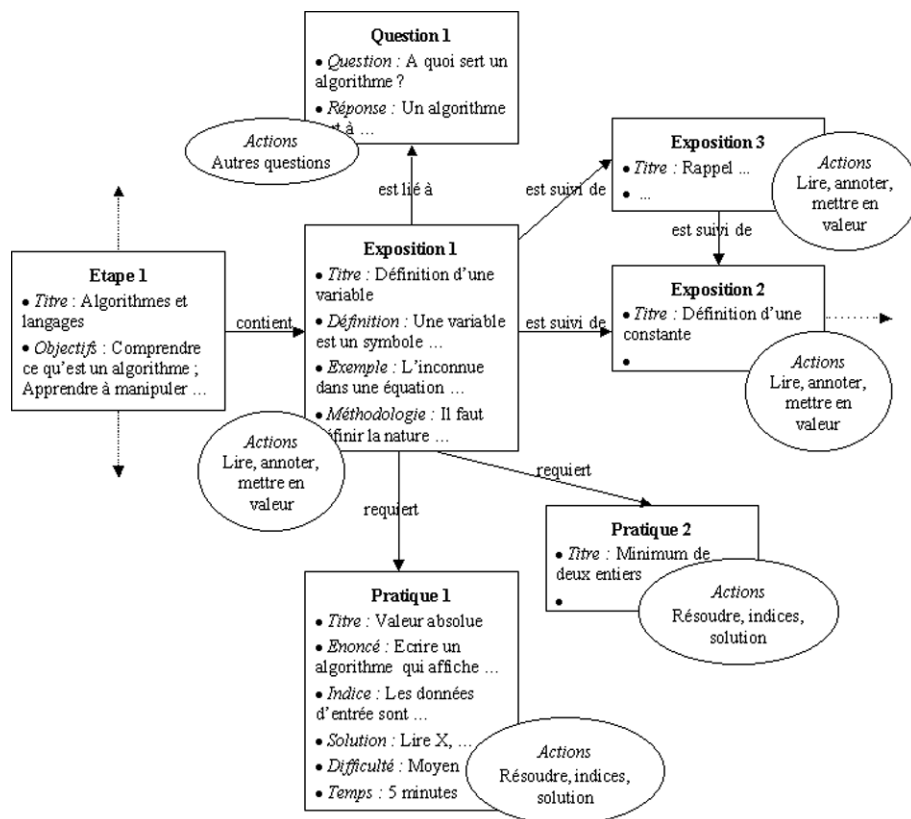 Question 1
• Question : A quoi sert un
algorithme ?
• Réponse : Un algorithme
à …
Actions
Autres questions
est lié à
Exposition 3
• Titre : Rappel ...
• ...
Actions
Lire, annoter,
mettre en
valeur
est suivi de
est suivi de
Etape 1
• Titre : Algorithmes et
langages
• Objectifs : Comprendre
ce qu'est un algorithme ;
Apprendre à manipuler …
contient
Exposition 1
• Titre : Définition d'une
variable
• Définition : Une variable
est un symbole …
• Exemple : L'inconnue
dans une équation …
• Méthodologie : Il faut
définir la nature …
Actions
Lire, annoter,
mettre en
valeur
est suivi de
Exposition 2
• Titre : Définition d'une
constante
•
Actions
Lire, annoter,
mettre en
valeur
requiert
requiert
Pratique 2
• Titre : Minimum de
deux entiers
•
Actions
Résoudre, indices,
solution
Pratique 1
• Titre : Valeur absolue
• Enoncé : Ecrire un
algorithme qui affiche …
• Indice : Les données
d'entrée sont …
• Solution : Lire X, …
• Difficulté : Moyen
• Temps : 5 minutes
Actions
Résoudre, indices,
solution